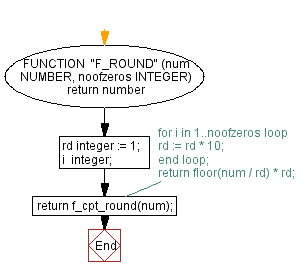 FUNCTION "F_ROUND" (num
NUMBER, noofzeros INTEGER)
return number
rd integer := 1;
i  integer;
for i in 1..noofzeros loop
rd := rd * 10;
end loop;
return floor(num / rd) * rd;
return f_cpt_round(num);
End